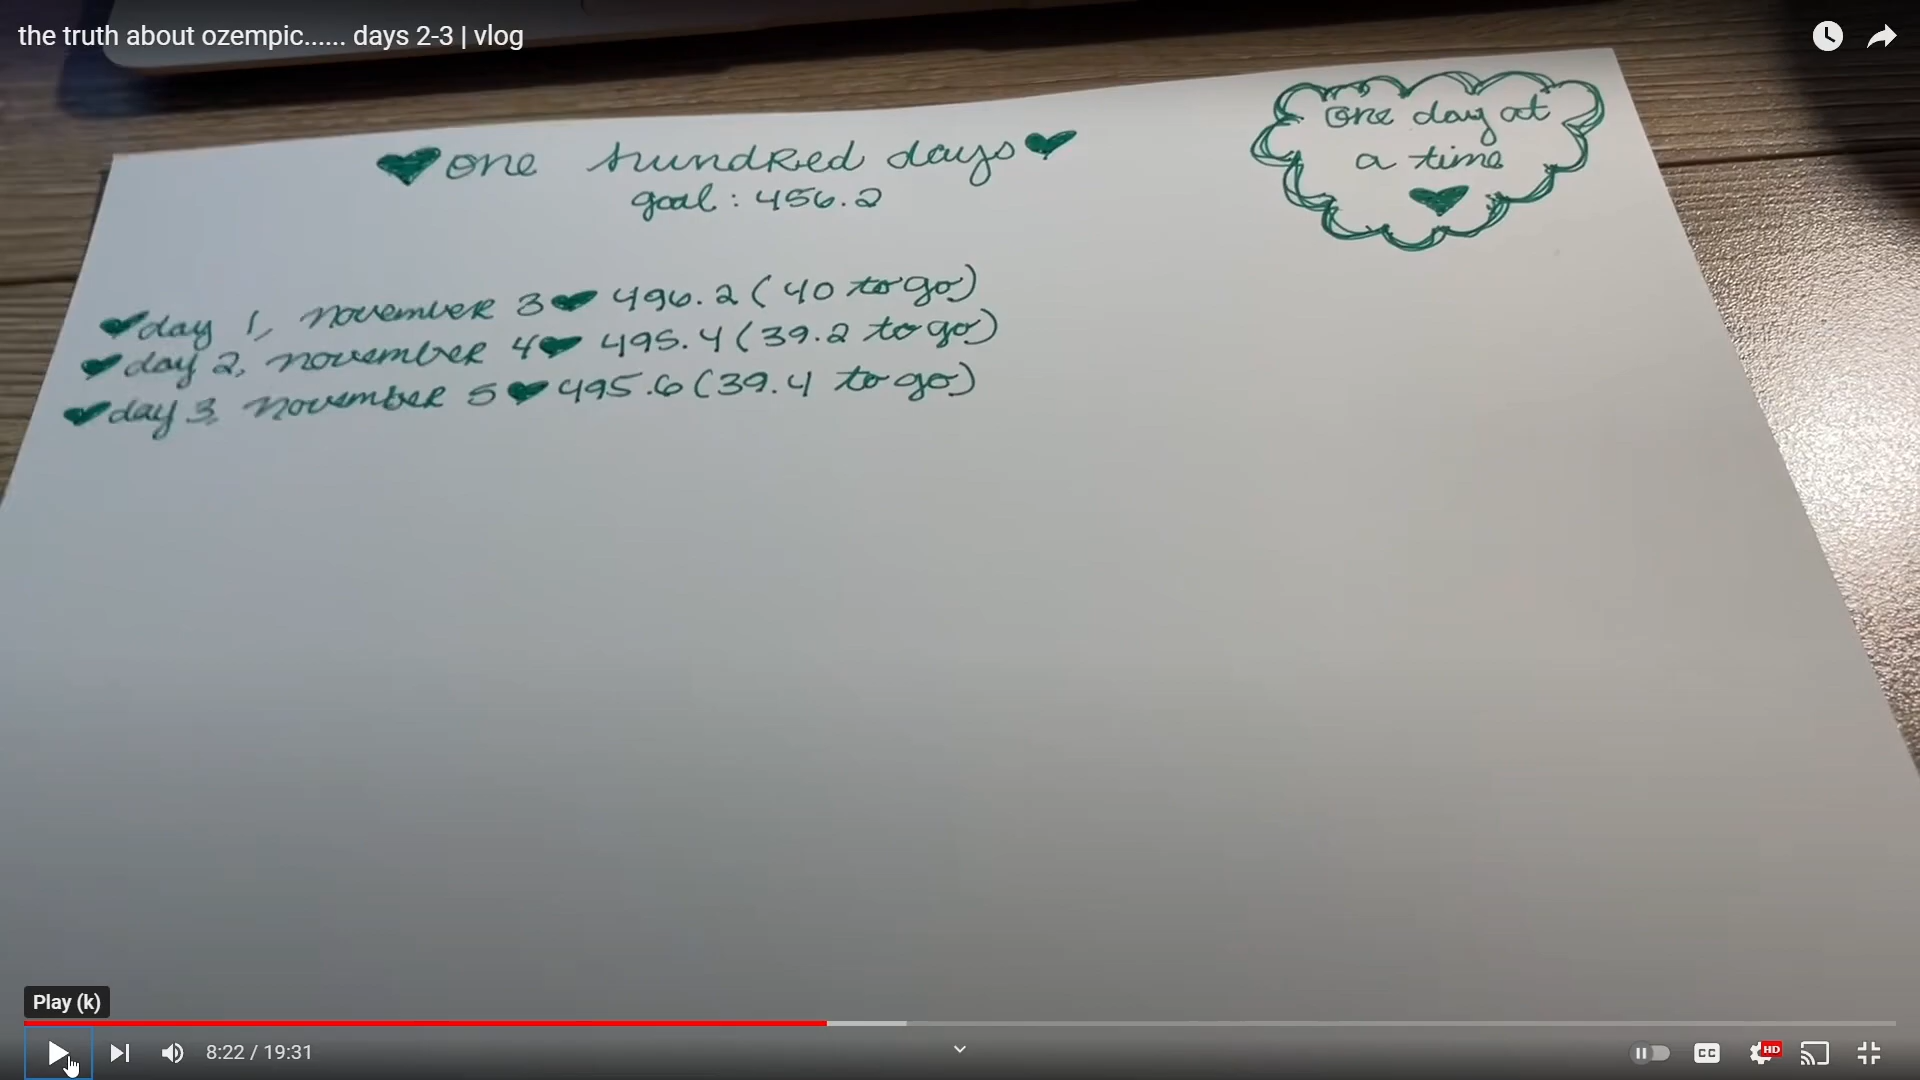 the truth about ozempic...... days 2-3 | vlog
one day at
a time
one hundred days
goal : 456.2
day 1, november 3 496.2 (40 to go)
day 2, november 4 495.4 (39.2 to go)
day 3, november 5 495.6 (39.4 to go)
Play (k)
8:22 / 19:31
CC
HD